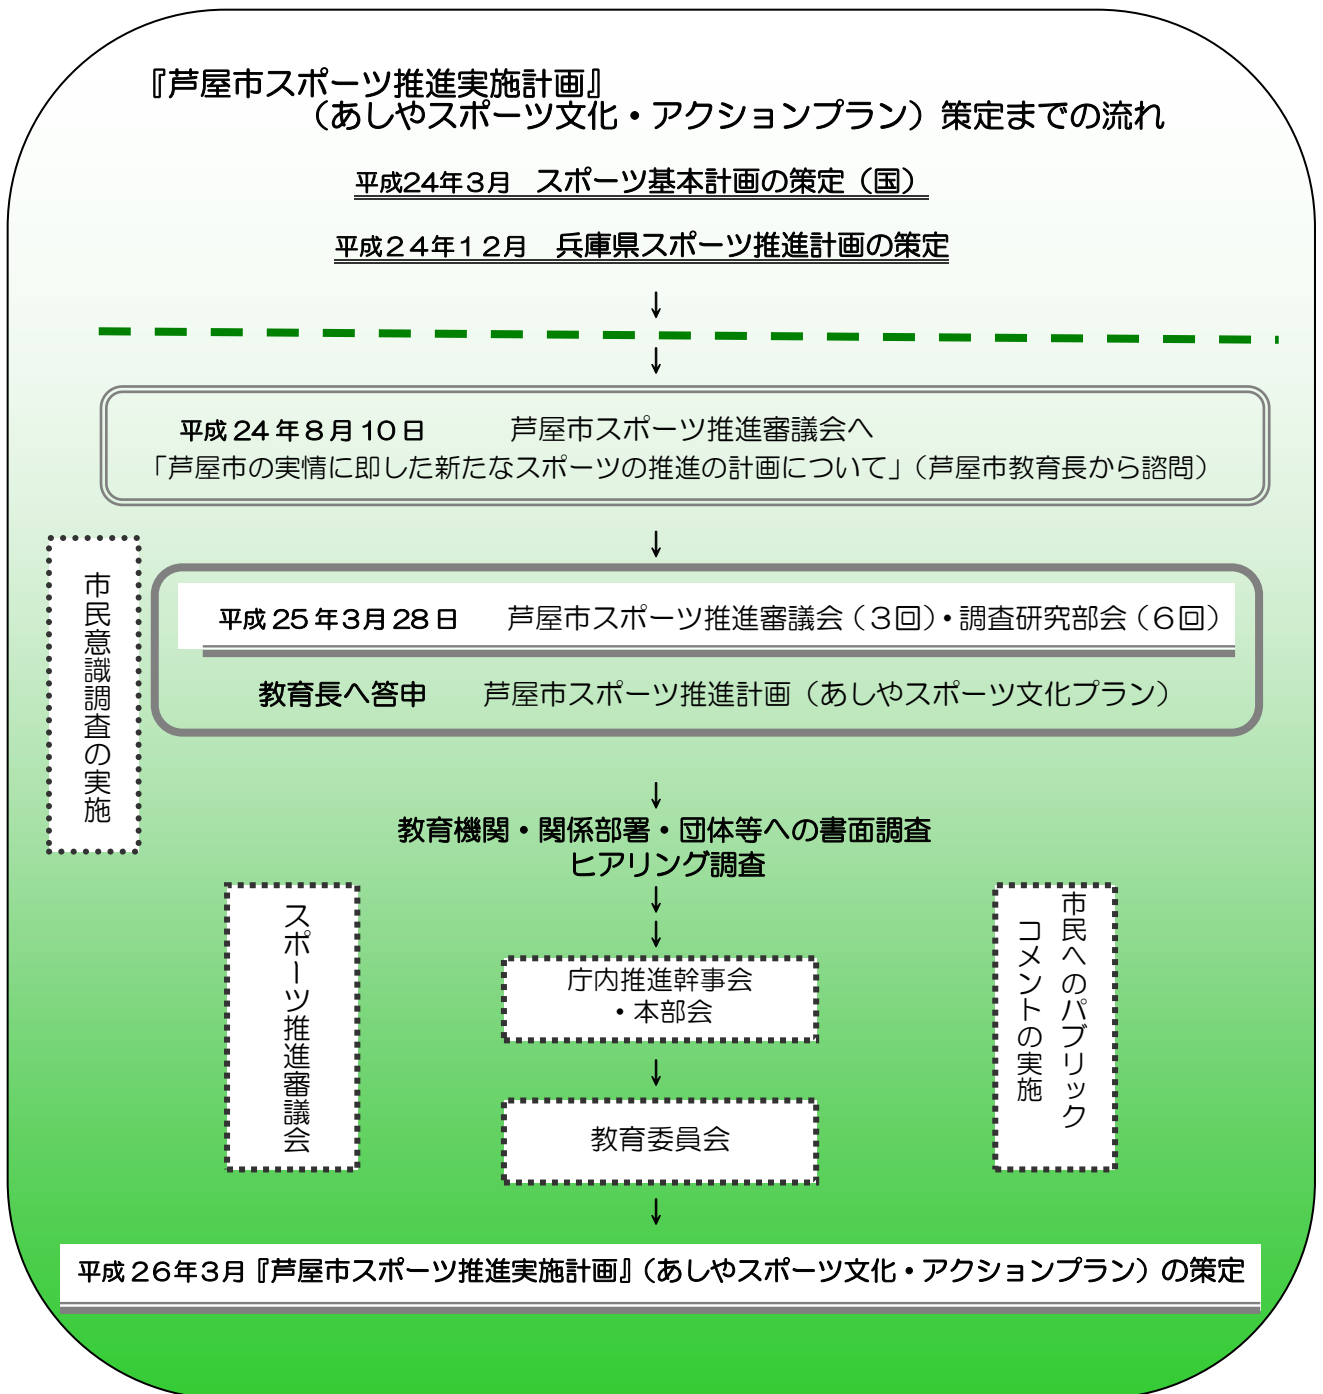 『芦屋市スポーツ推進実施計画』
（あしやスポーツ文化・アクションプラン）策定までの流れ
平成24年３月　スポーツ基本計画の策定（国）
平成２４年１２月　兵庫県スポーツ推進計画の策定
↓
↓
平成 24 年 8 月 10 日　芦屋市スポーツ推進審議会へ
「芦屋市の実情に即した新たなスポーツの推進の計画について」（芦屋市教育長から諮問）
↓
市民意識調査の実施
平成 25 年 3 月 28 日　芦屋市スポーツ推進審議会（３回）・調査研究部会（６回）
教育長へ答申　芦屋市スポーツ推進計画（あしやスポーツ文化プラン）
↓
教育機関・関係部署・団体等への書面調査
ヒアリング調査
↓
↓
スポーツ推進審議会
庁内推進幹事会
・本部会
↓
教育委員会
市民へのパブリック
コメントの実施
↓
平成 26年３月『芦屋市スポーツ推進実施計画』（あしやスポーツ文化・アクションプラン）の策定